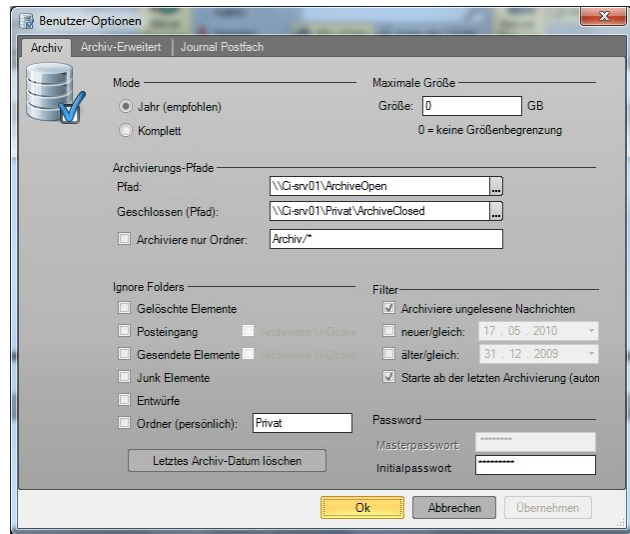 Benutzer-Optionen
Archiv Archiv-Erweitert Journal Postfach
Mode
Jahr (empfohlen)
Komplett
Maximale Größe
Größe: 0 GB
0 = keine Größenbegrenzung
Archivierungs-Pfade
Pfad: \\Ci-srv01\ArchiveOpen ...
Geschlossen (Pfad): \\Ci-srv01\Privat\ArchiveClosed ...
Archiviere nur Ordner: Archiv/*
Ignore Folders
Gelöschte Elemente
Posteingang Archiviere U-Ordne
Gesendete Elemente Archiviere U-Ordne
Junk Elemente
Entwürfe
Ordner (persönlich): Privat
Letztes Archiv-Datum löschen
Filter
Archiviere ungelesene Nachrichten
neuer/gleich: 17 . 05 . 2010
älter/gleich: 31 . 12 . 2009
Starte ab der letzten Archivierung (auton
Password
Masterpasswort: ********
Initialpasswort: *********
Ok Abbrechen Übernehmen